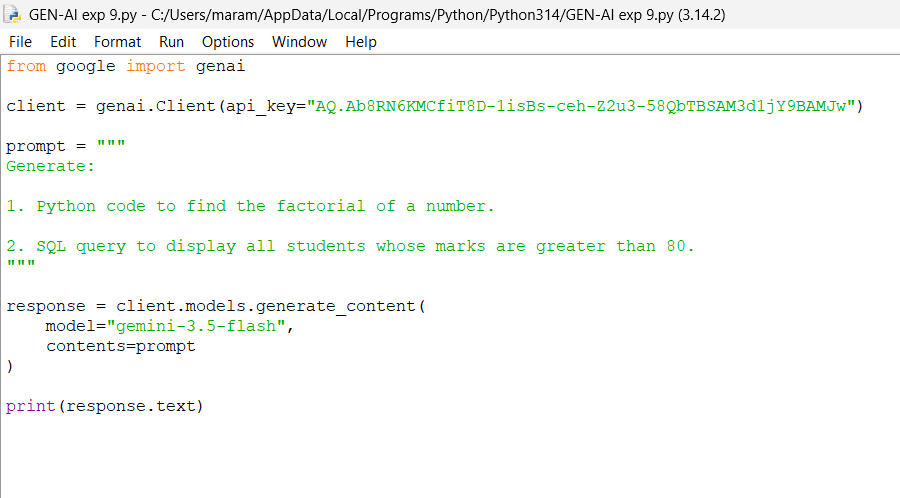 GEN-AI exp 9.py - C:/Users/maram/AppData/Local/Programs/Python/Python314/GEN-AI exp 9.py (3.14.2)
File Edit Format Run Options Window Help
from google import genai
client = genai.Client(api_key="AQ.Ab8RN6KMCfiT8D-1isBs-ceh-Z2u3-58QbTBSAM3d1jY9BAMJw")
prompt = """
Generate:
1. Python code to find the factorial of a number.
2. SQL query to display all students whose marks are greater than 80.
"""
response = client.models.generate_content(
    model="gemini-3.5-flash",
    contents=prompt
)
print(response.text)